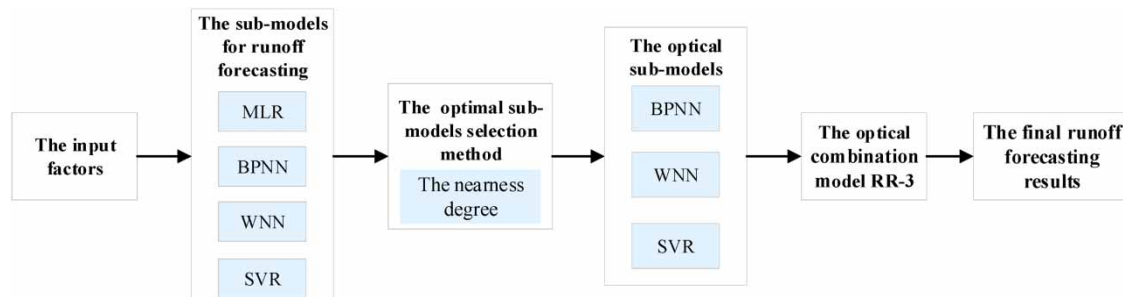 The input
factors
The sub-models
for runoff
forecasting
MLR
BPNN
WNN
SVR
The optimal sub-
models selection
method
The nearness
degree
The optical
sub-models
BPNN
WNN
SVR
The optical
combination
model RR-3
The final runoff
forecasting
results